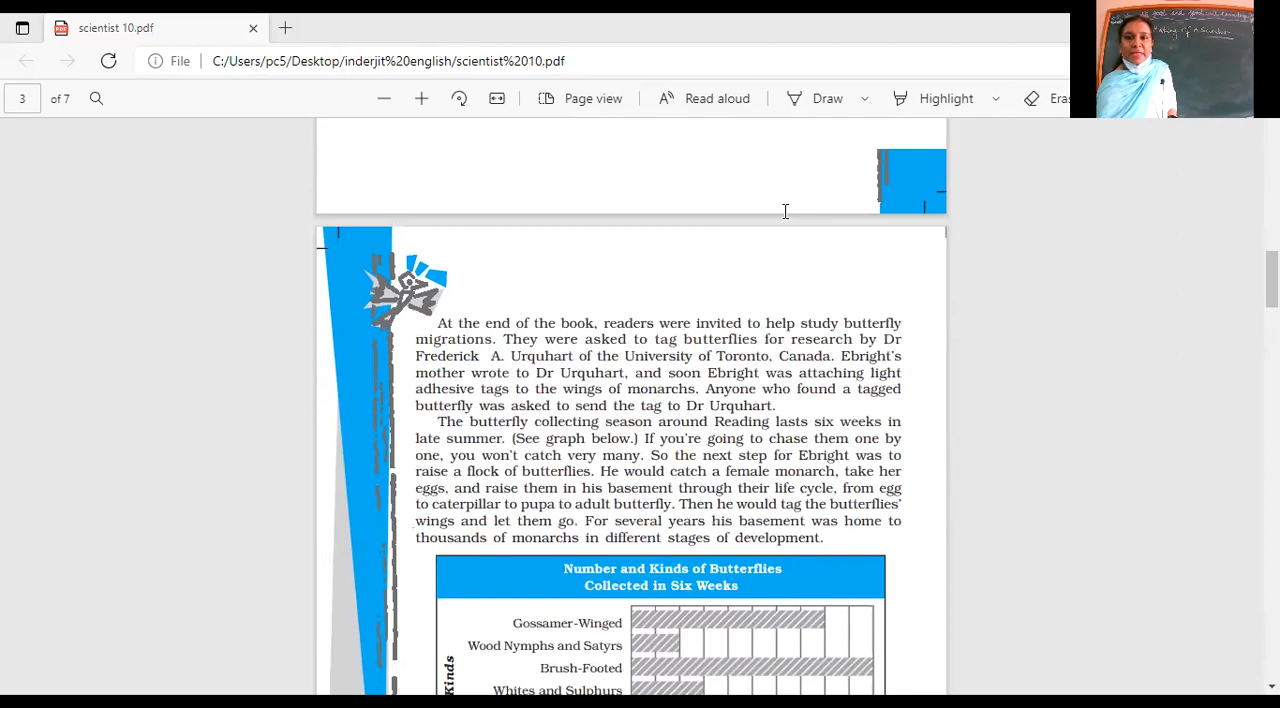 scientist 10.pdf
File C:/Users/pc5/Desktop/inderjit%20english/scientist%2010.pdf
3 of 7 Page view Read aloud Draw Highlight Eras
At the end of the book, readers were invited to help study butterfly
migrations. They were asked to tag butterflies for research by Dr
Frederick A. Urquhart of the University of Toronto, Canada. Ebright's
mother wrote to Dr Urquhart, and soon Ebright was attaching light
adhesive tags to the wings of monarchs. Anyone who found a tagged
butterfly was asked to send the tag to Dr Urquhart.
The butterfly collecting season around Reading lasts six weeks in
late summer. (See graph below.) If you're going to chase them one by
one, you won't catch very many. So the next step for Ebright was to
raise a flock of butterflies. He would catch a female monarch, take her
eggs, and raise them in his basement through their life cycle, from egg
to caterpillar to pupa to adult butterfly. Then he would tag the butterflies'
wings and let them go. For several years his basement was home to
thousands of monarchs in different stages of development.
Number and Kinds of Butterflies
Collected in Six Weeks
Gossamer-Winged
Wood Nymphs and Satyrs
Brush-Footed
Whites and Sulphurs
Kinds